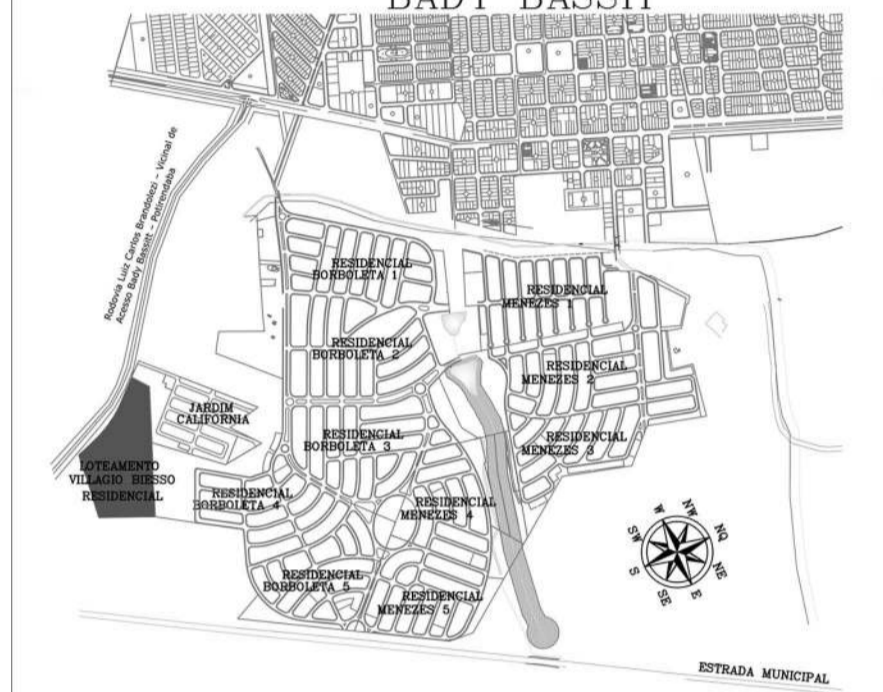 BADY BASSIT
Rodovia Luiz Carlos Brandolezi - Vicinal de
Acesso Bady Bassitt - Potirendaba
RESIDENCIAL
BORBOLETA 1
RESIDENCIAL
MENEZES 1
RESIDENCIAL
BORBOLETA 2
RESIDENCIAL
MENEZES 2
JARDIM
CALIFORNIA
RESIDENCIAL
BORBOLETA 3
RESIDENCIAL
MENEZES 3
LOTEAMENTO
VILLAGIO BIESSO
RESIDENCIAL
RESIDENCIAL
BORBOLETA 4
RESIDENCIAL
MENEZES 4
RESIDENCIAL
BORBOLETA 5
RESIDENCIAL
MENEZES 5
W
NW
NQ
NE
E
SE
S
SW
ESTRADA MUNICIPAL